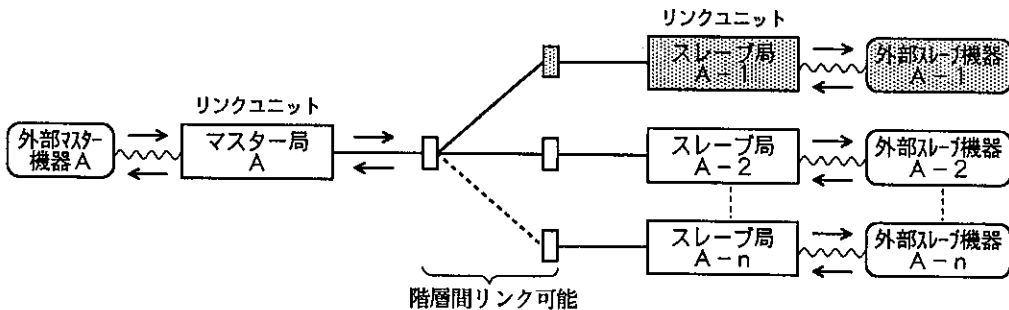 リンクユニット
スレーブ局
A-1
外部スレーブ機器
A-1
リンクユニット
外部マスター
機器A
マスター局
A
スレーブ局
A-2
外部スレーブ機器
A-2
スレーブ局
A-n
外部スレーブ機器
A-n
階層間リンク可能